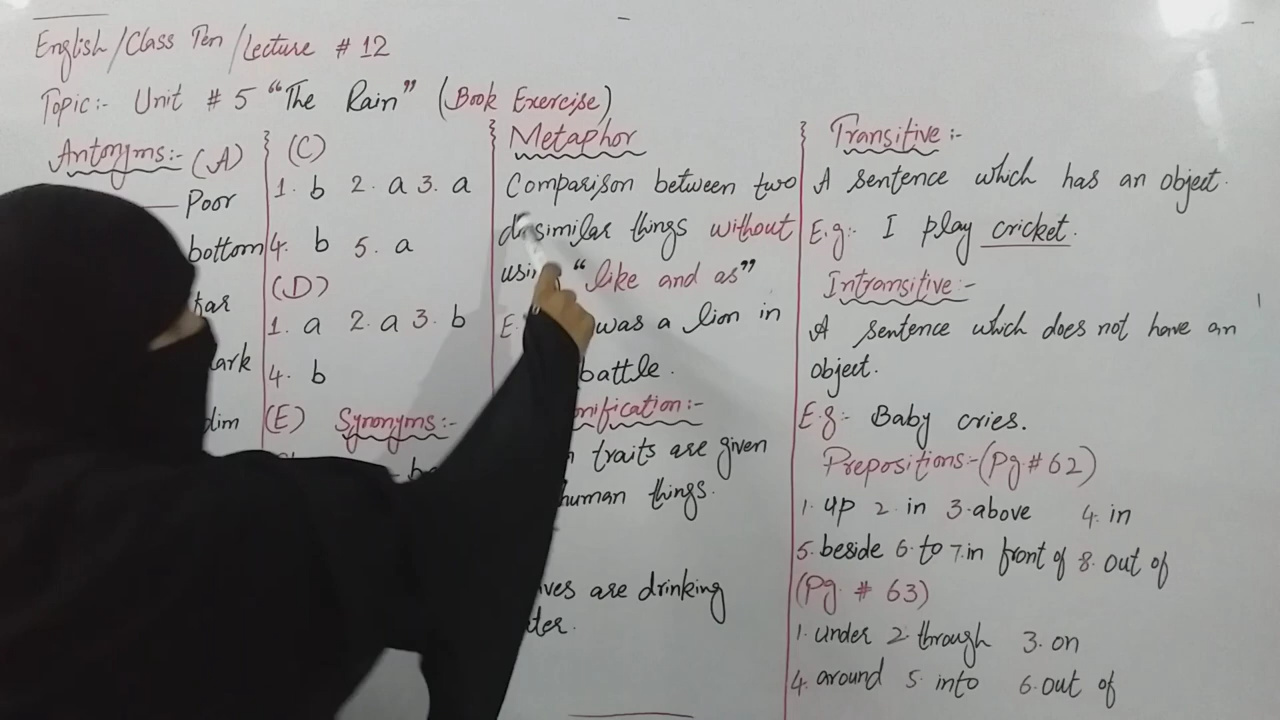 English/Class Ten/Lecture # 12
Topic:- Unit # 5 "The Rain" (Book Exercise)
Antonyms:- (A)
Poor
bottom
far
dim
(C)
1. b 2. a 3. a
4. b 5. a
(D)
1. a 2. a 3. b
4. b
(E) Synonyms:-
Metaphor
Comparison between two
dissimilar things without
"like and as"
was a lion in
battle.
traits are given
human things.
are drinking
Transitive:-
A sentence which has an object.
E.g:- I play cricket.
Intransitive:-
A sentence which does not have an
object.
E.g:- Baby cries.
Prepositions:-(Pg # 62)
1. up 2. in 3. above 4. in
5. beside 6. to 7. in front of 8. out of
(Pg. # 63)
1. under 2. through 3. on
4. around 5. into 6. out of